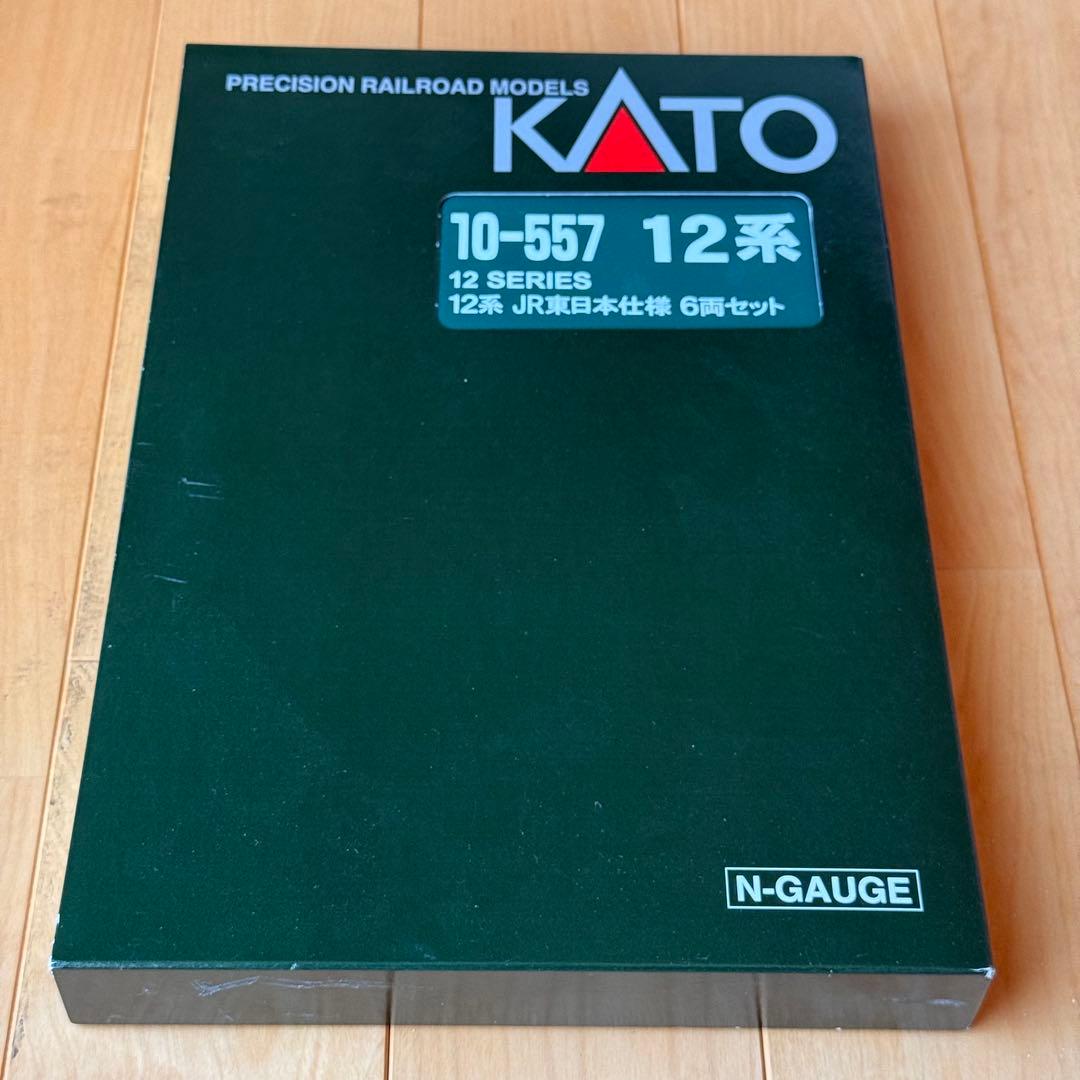 PRECISION RAILROAD MODELS
KATO
10-557 12系
12 SERIES
12系 JR東日本仕様 6両セット
N-GAUGE